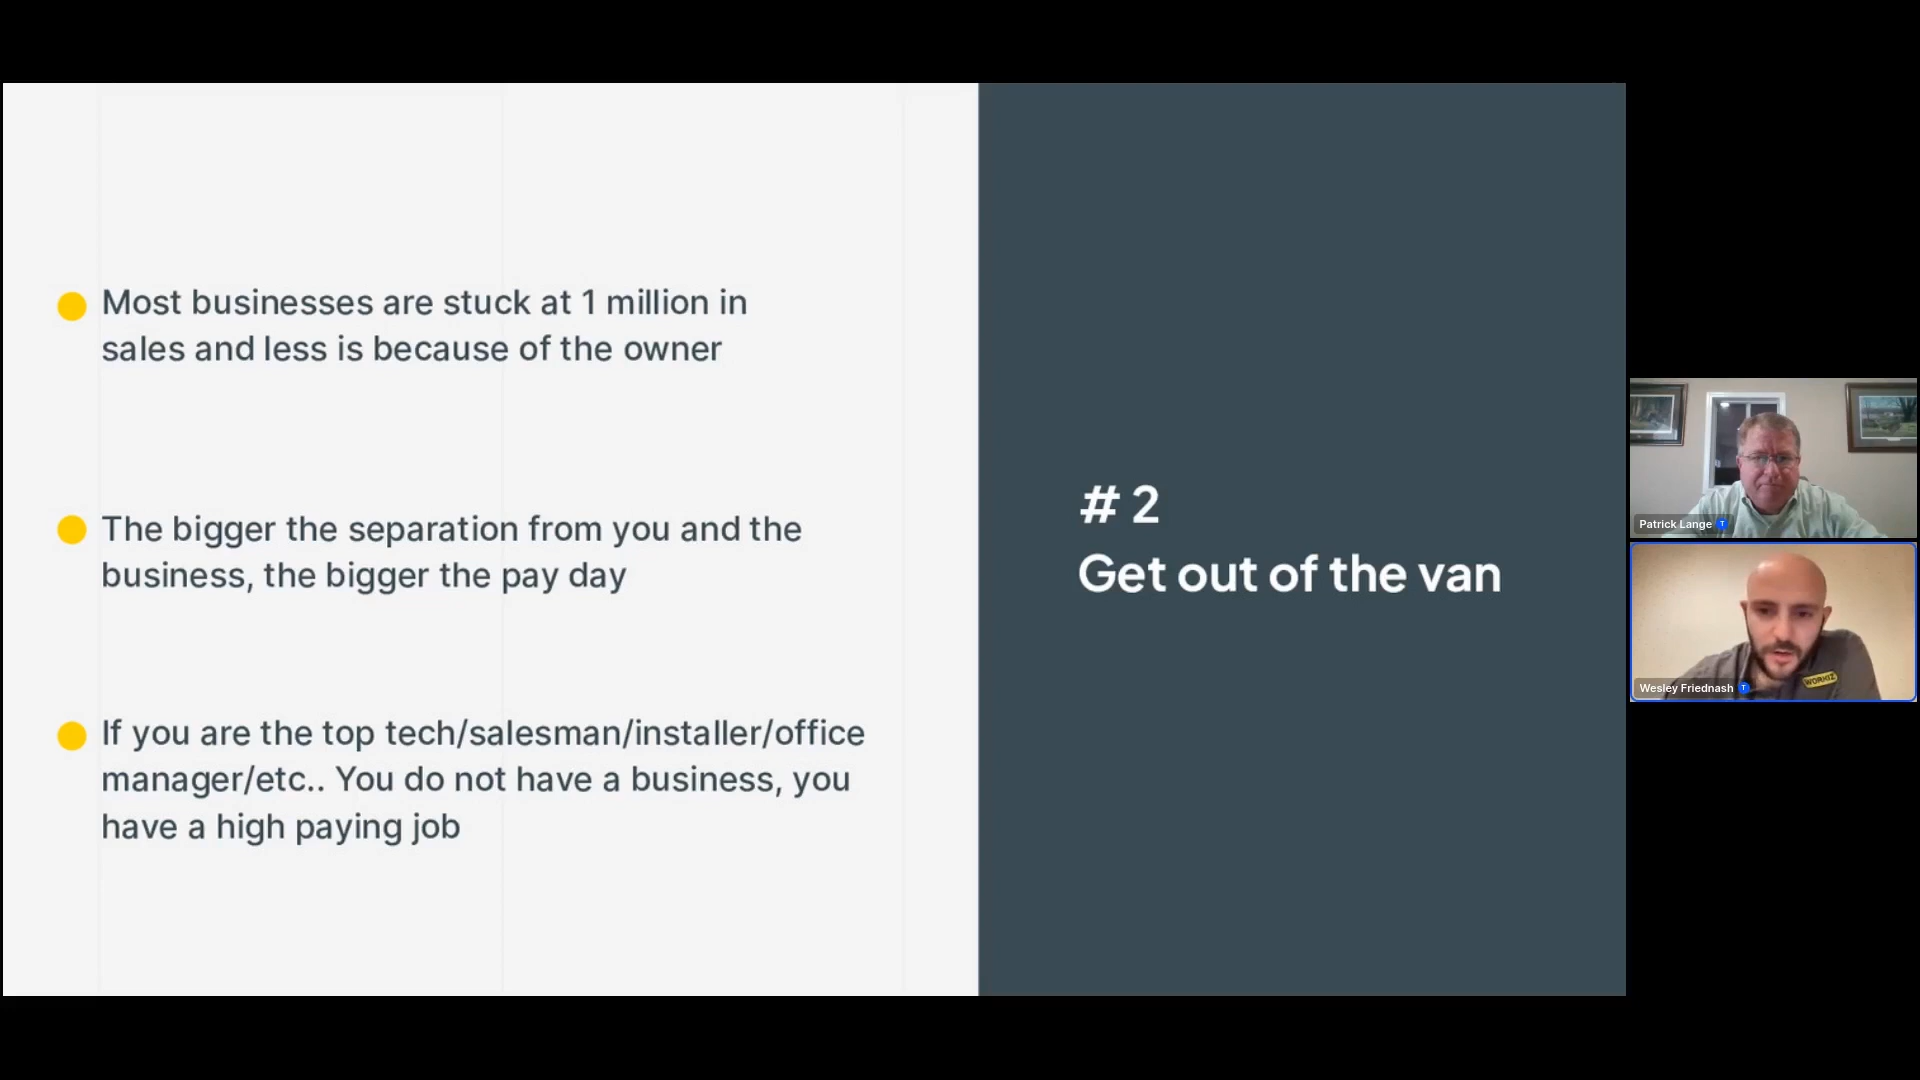 Most businesses are stuck at 1 million in
sales and less is because of the owner
The bigger the separation from you and the
business, the bigger the pay day
If you are the top tech/salesman/installer/office
manager/etc.. You do not have a business, you
have a high paying job
# 2
Get out of the van
Patrick Lange T
WORKIZ
Wesley Friednash T